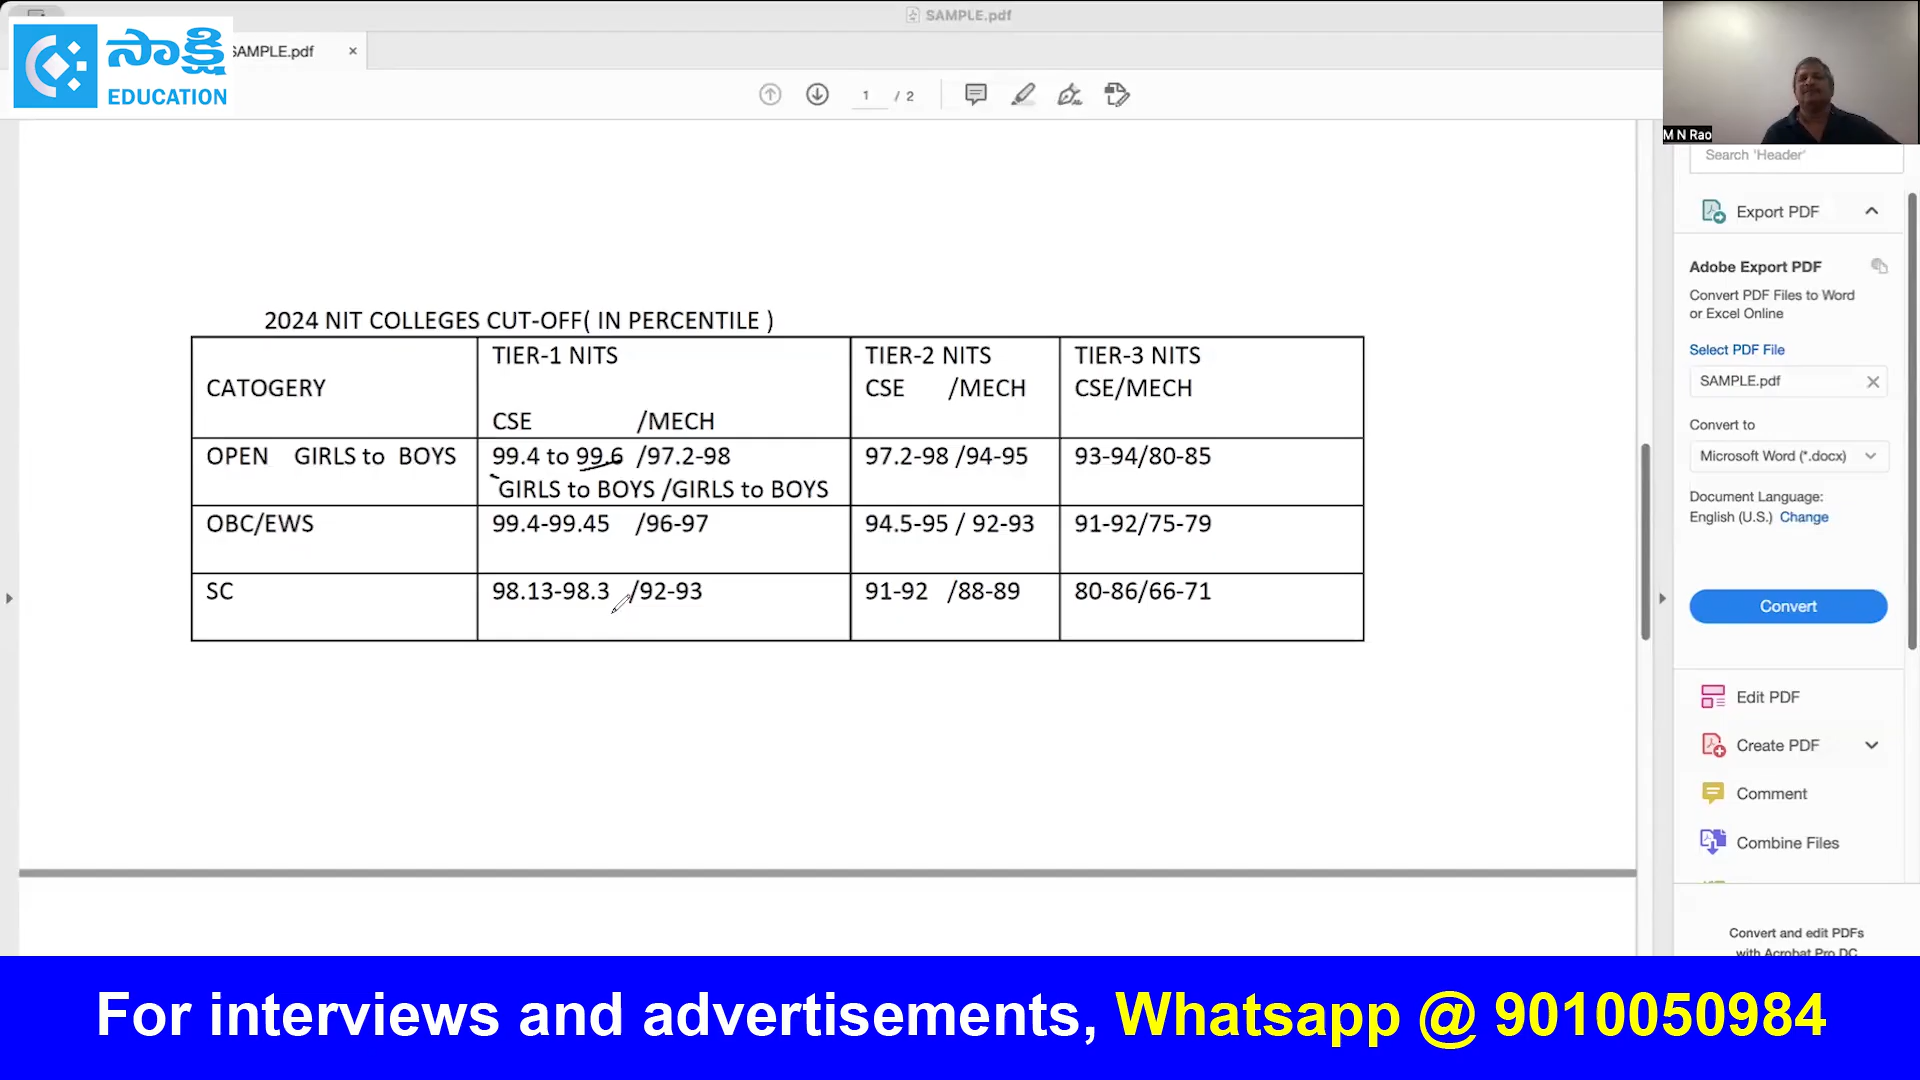 SAMPLE.pdf
సాక్షి
EDUCATION
SAMPLE.pdf ×
1 / 2
M N Rao
Search 'Header'
Export PDF
Adobe Export PDF
Convert PDF Files to Word
or Excel Online
Select PDF File
SAMPLE.pdf
Convert to
Microsoft Word (*.docx)
Document Language:
English (U.S.) Change
Convert
Edit PDF
Create PDF
Comment
Combine Files
Convert and edit PDFs
with Acrobat Pro DC
2024 NIT COLLEGES CUT-OFF( IN PERCENTILE )
CATOGERY
TIER-1 NITS
CSE /MECH
TIER-2 NITS
CSE /MECH
TIER-3 NITS
CSE/MECH
OPEN GIRLS to BOYS
99.4 to 99.6 /97.2-98
GIRLS to BOYS /GIRLS to BOYS
97.2-98 /94-95
93-94/80-85
OBC/EWS
99.4-99.45 /96-97
94.5-95 / 92-93
91-92/75-79
SC
98.13-98.3 /92-93
91-92 /88-89
80-86/66-71
For interviews and advertisements, Whatsapp @ 9010050984